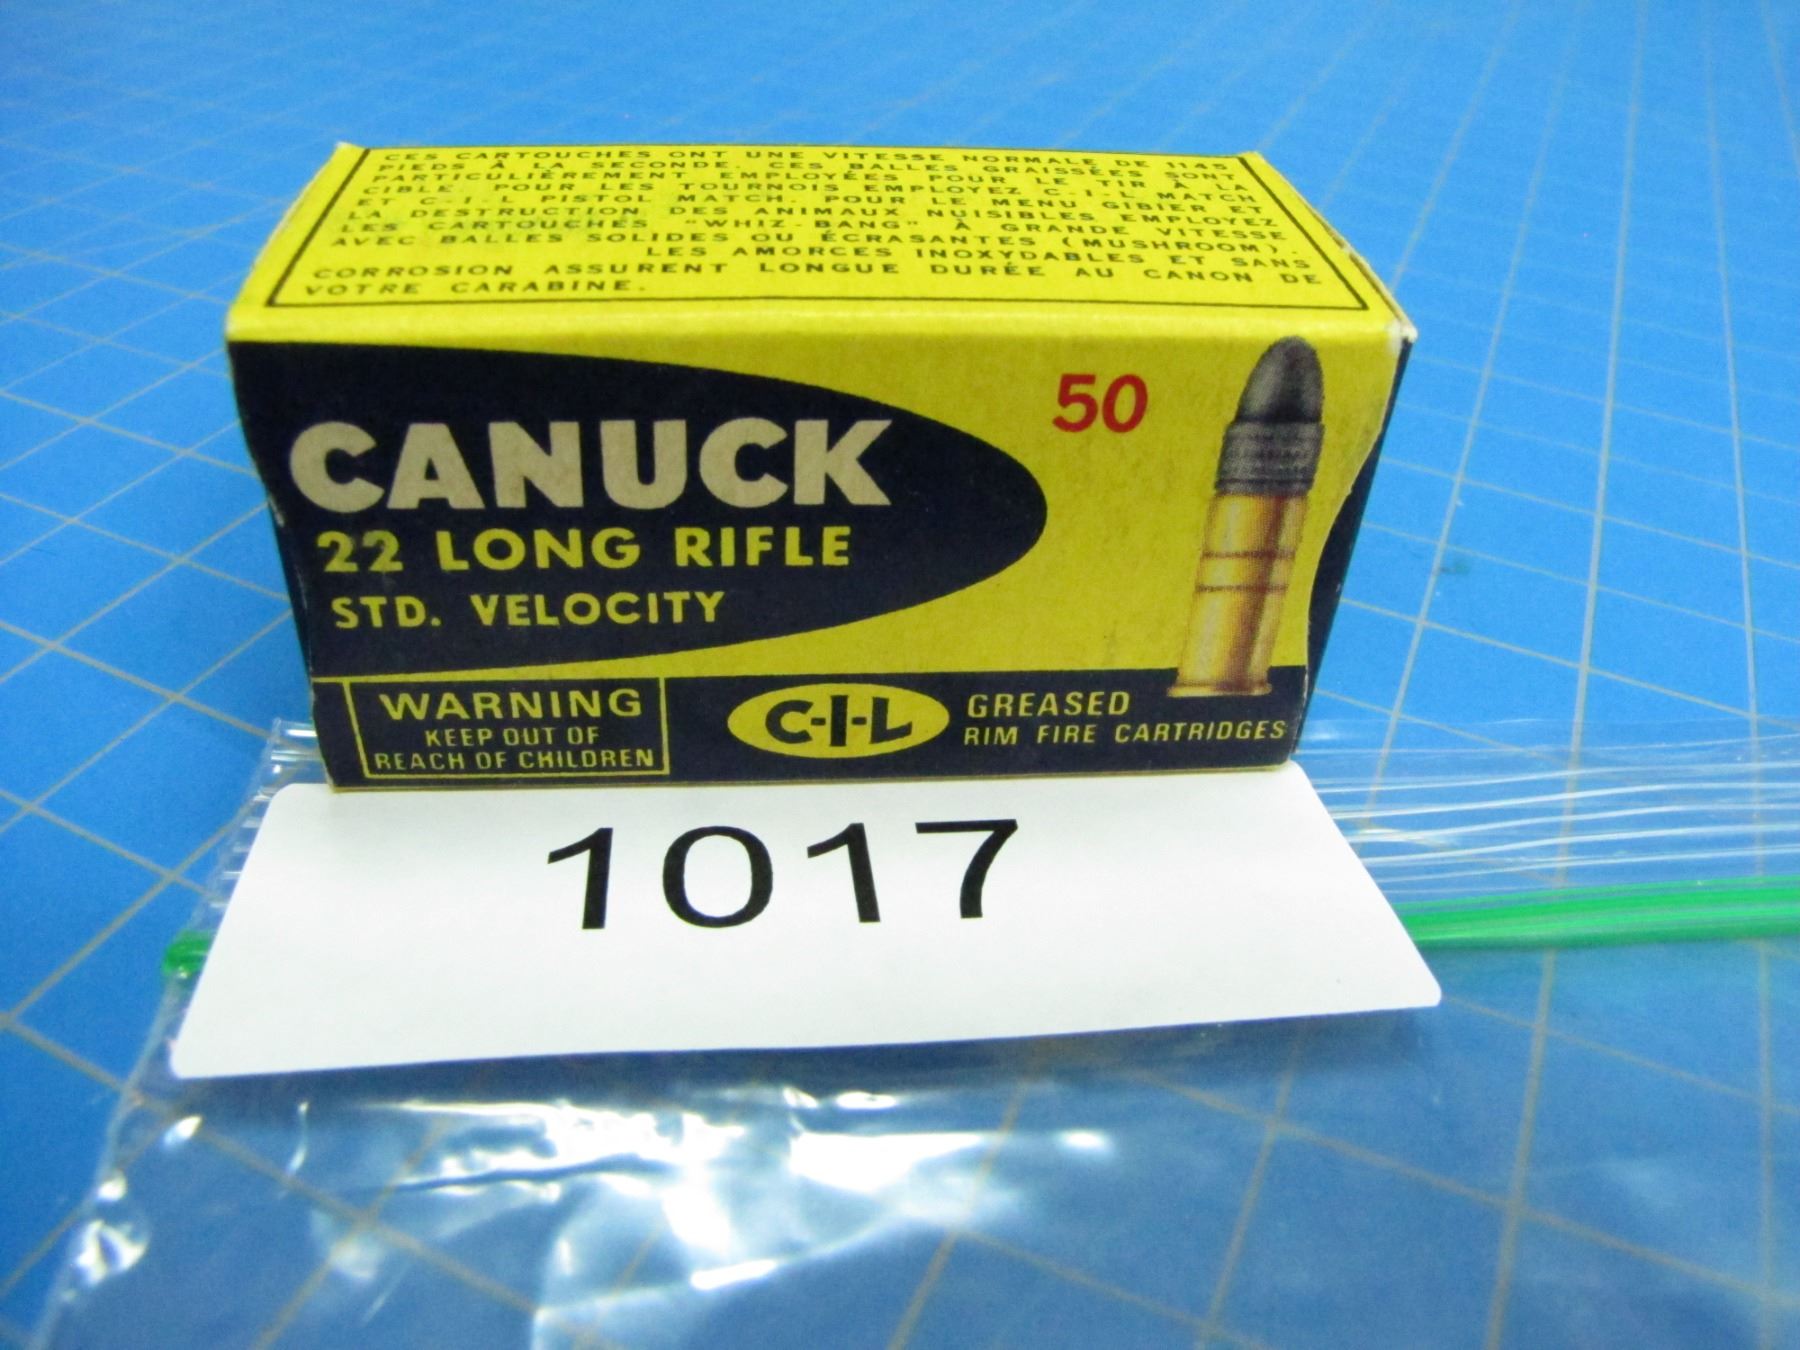 CES CARTOUCHES ONT UNE VITESSE NORMALE DE 1145
PIEDS À LA SECONDE. CES BALLES GRAISSÉES SONT
PARTICULIÈREMENT EMPLOYÉES POUR LE TIR À LA
CIBLE. POUR LES TOURNOIS EMPLOYEZ C-I-L MATCH
ET C-I-L PISTOL MATCH. POUR LE MENU GIBIER ET
LA DESTRUCTION DES ANIMAUX NUISIBLES EMPLOYEZ
LES CARTOUCHES "WHIZ-BANG" À GRANDE VITESSE
AVEC BALLES SOLIDES OU ÉCRASANTES (MUSHROOM).
LES AMORCES INOXYDABLES ET SANS
CORROSION ASSURENT LONGUE DURÉE AU CANON DE
VOTRE CARABINE.
50
CANUCK
22 LONG RIFLE
STD. VELOCITY
WARNING
KEEP OUT OF
REACH OF CHILDREN
C-I-L
GREASED
RIM FIRE CARTRIDGES
1017